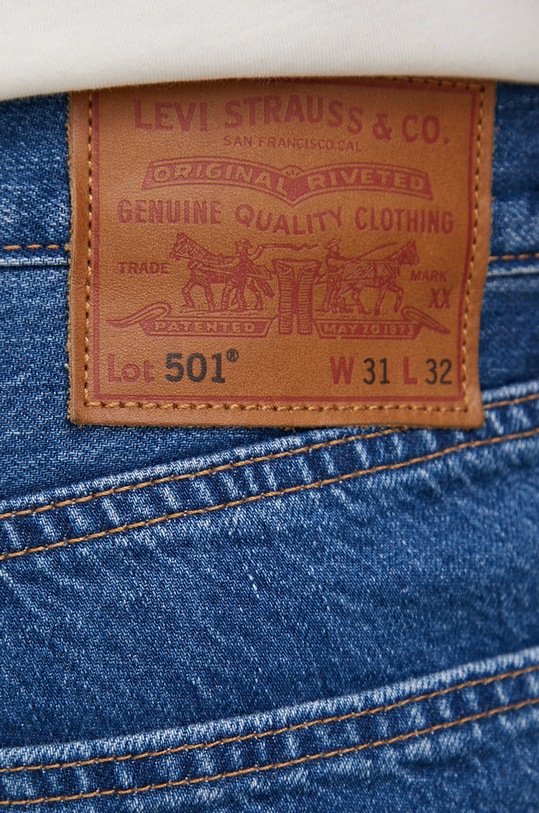 LEVI STRAUSS & CO.
SAN FRANCISCO, CAL.
ORIGINAL RIVETED
GENUINE QUALITY CLOTHING
TRADE MARK
XX
PATENTED MAY 20 1873
Lot 501® W 31 L 32